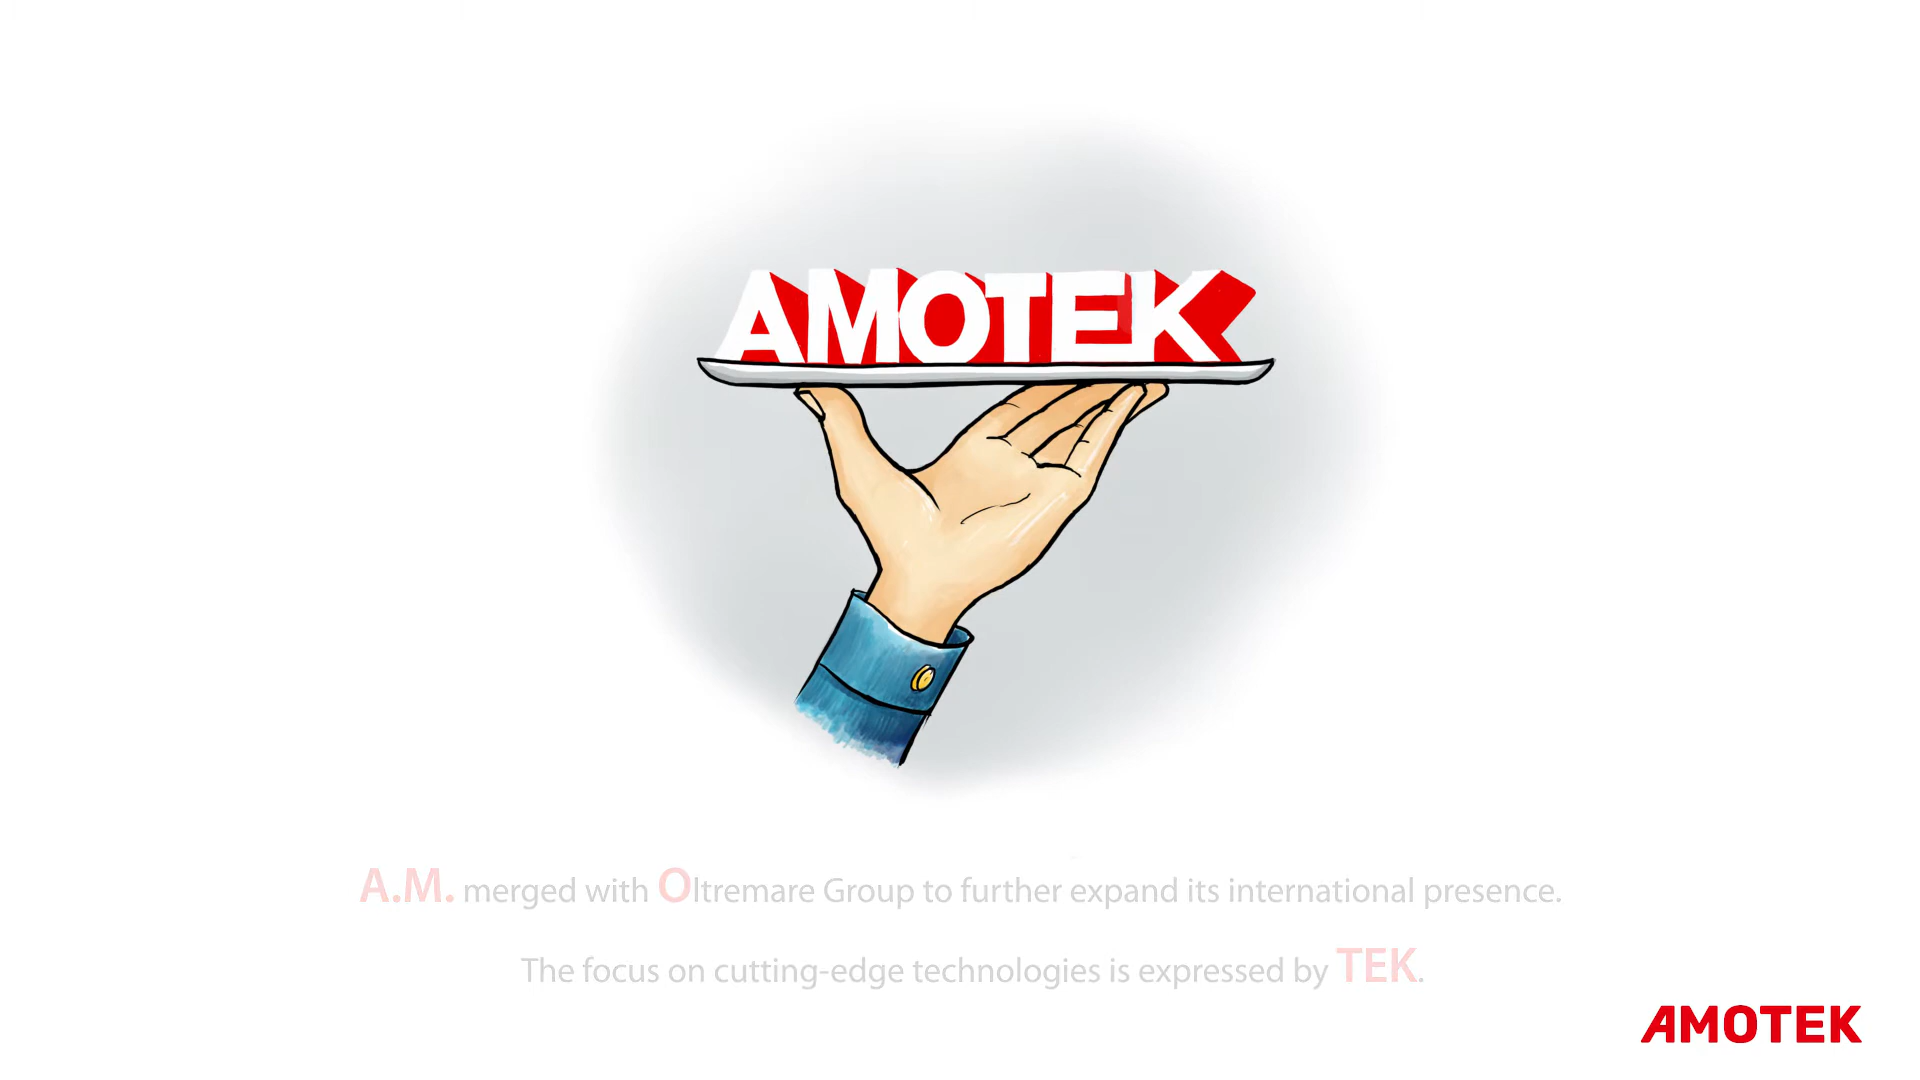 AMOTEK
A.M. merged with Oltremare Group to further expand its international presence.
The focus on cutting-edge technologies is expressed by TEK.
AMOTEK